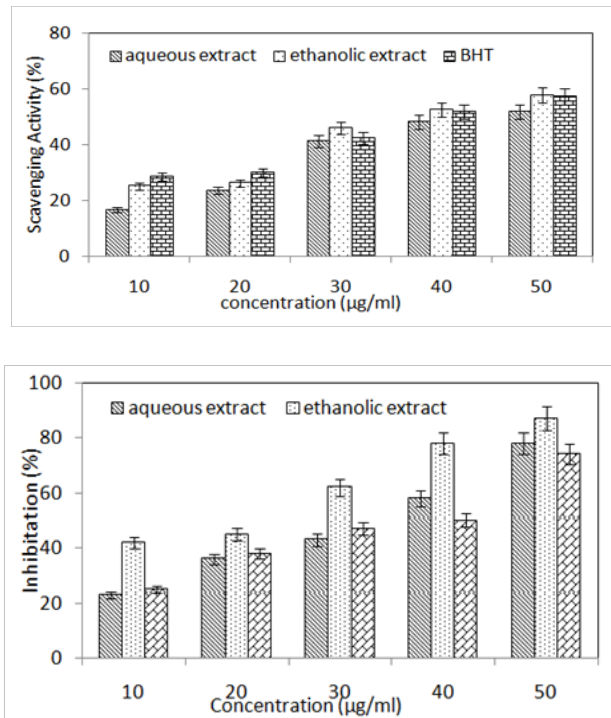 80
60
40
20
0
Scavenging Activity (%)
aqueous extract ethanolic extract BHT
10 20 30 40 50
concentration (µg/ml)
100
80
60
40
20
0
Inhibitation (%)
aqueous extract ethanolic extract
10 20 30 40 50
Concentration (µg/ml)